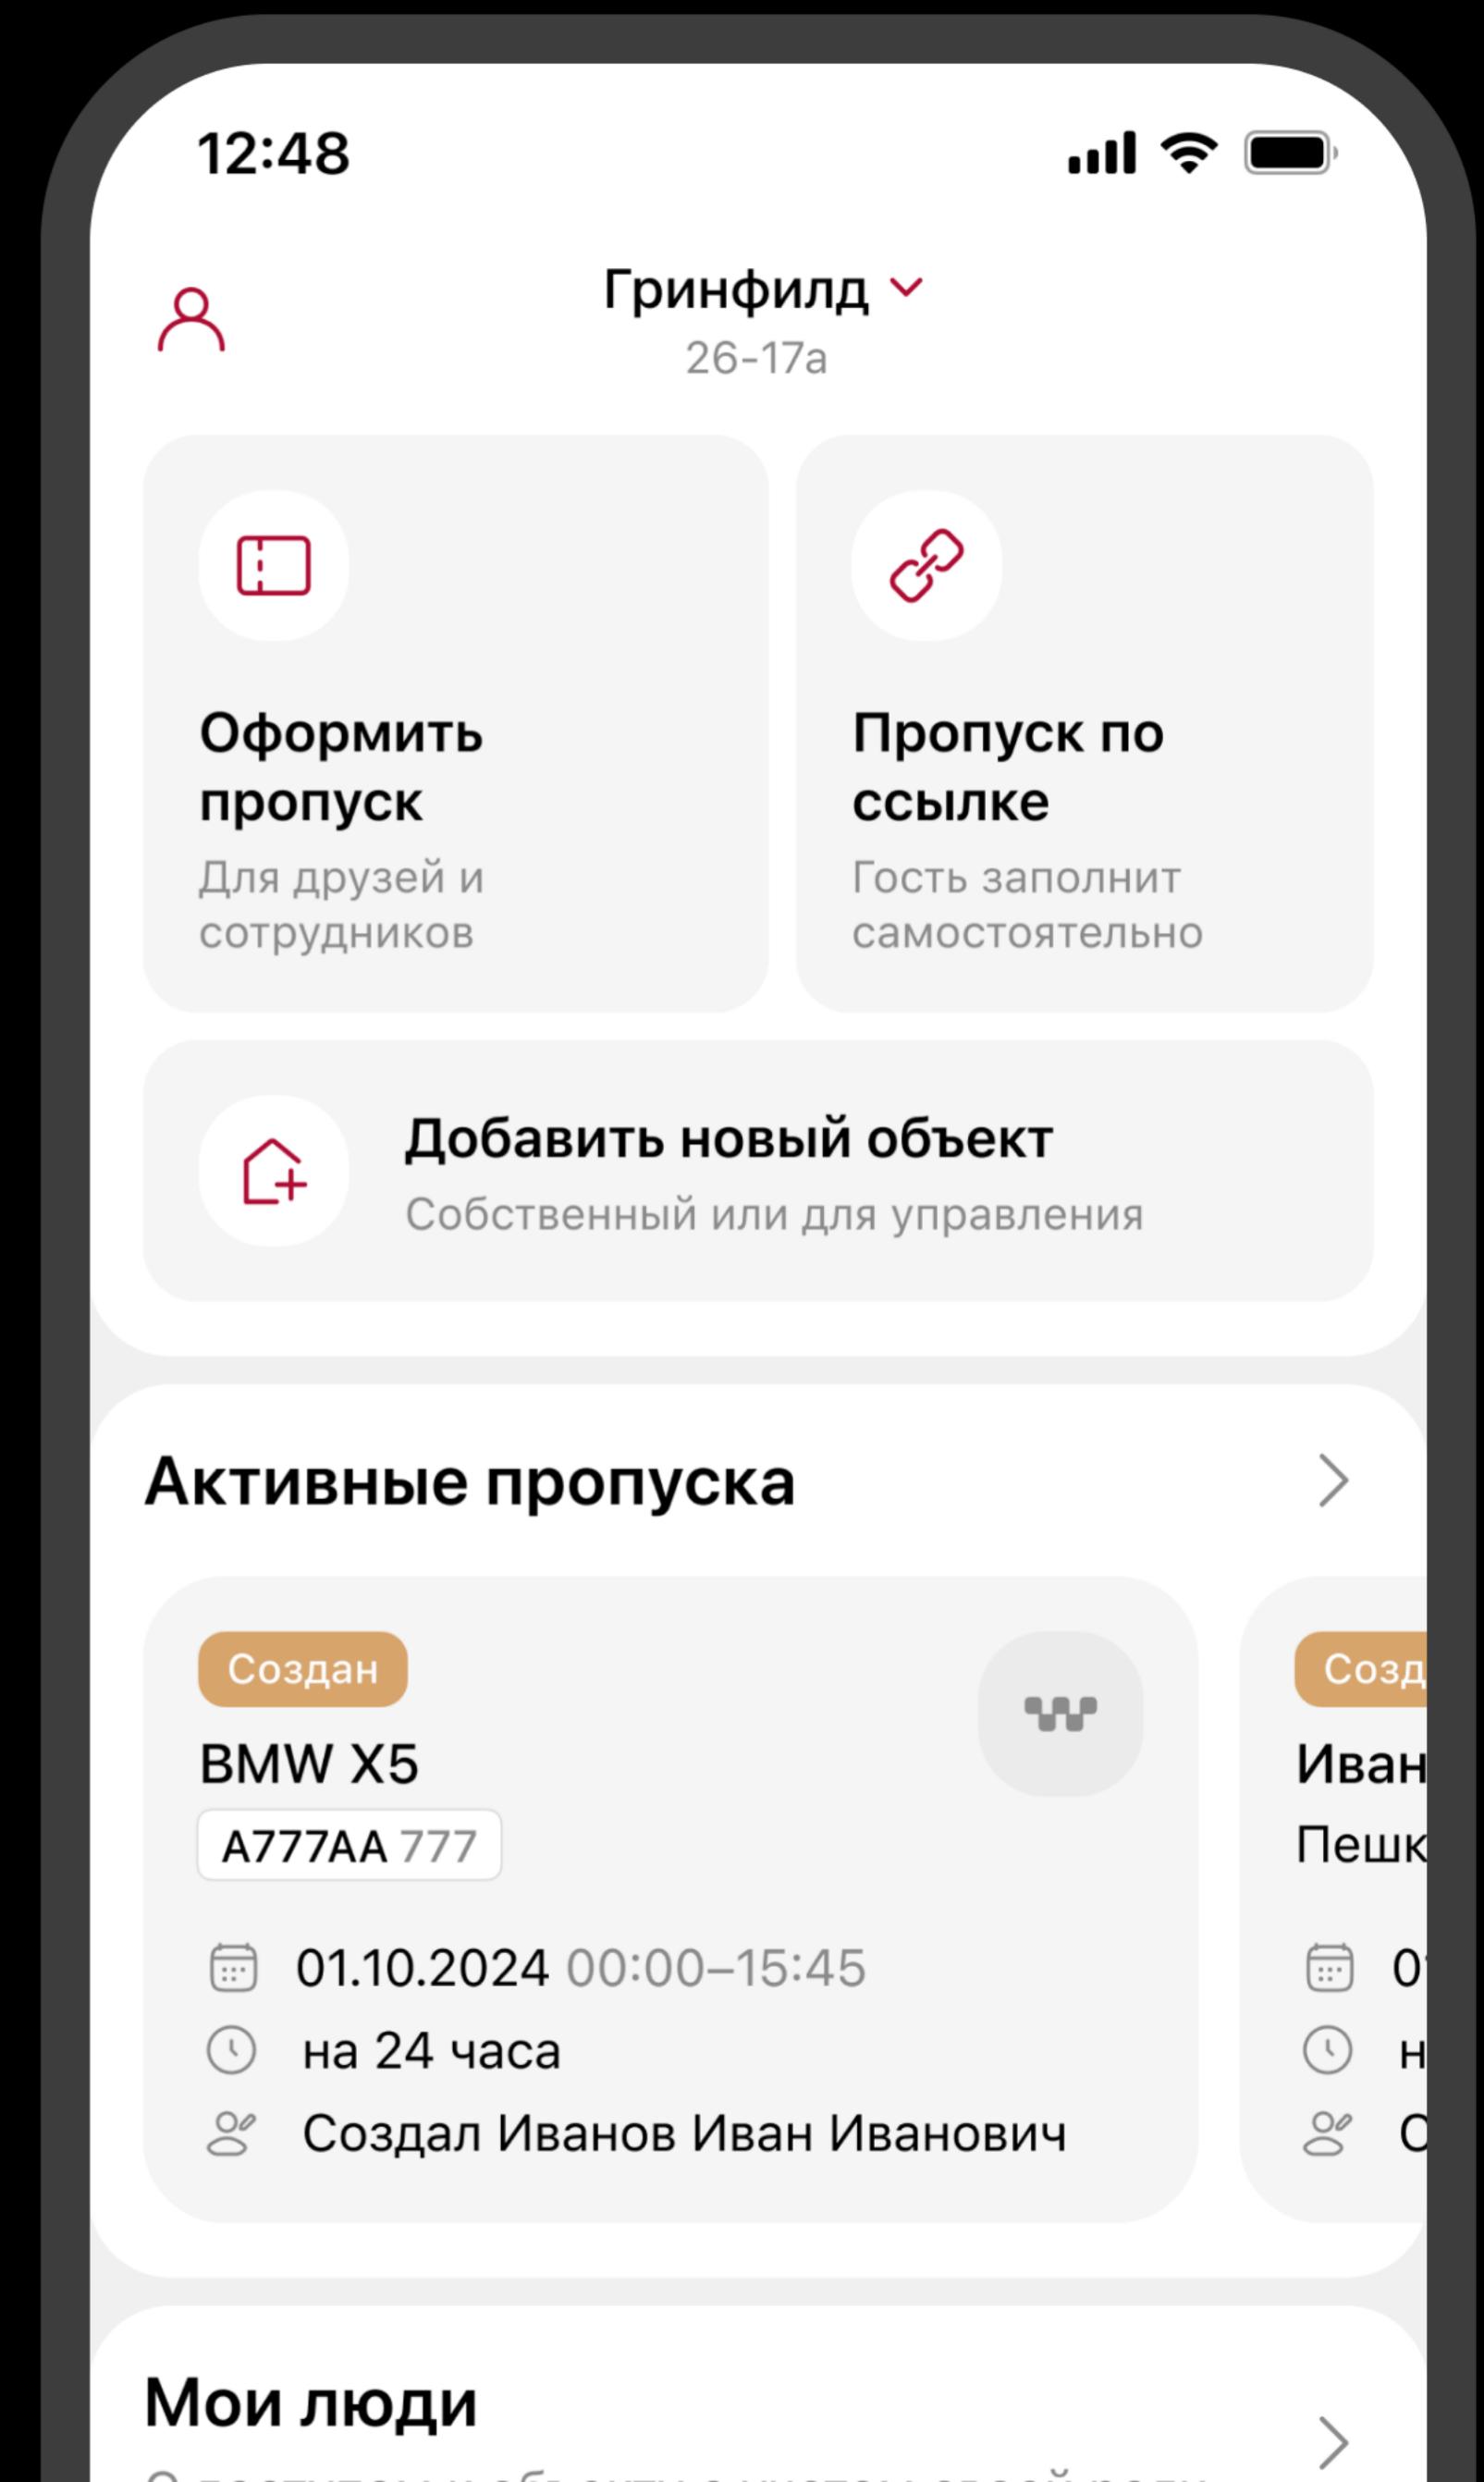 12:48
Гринфилд
26-17а
Оформить
пропуск
Для друзей и
сотрудников
Пропуск по
ссылке
Гость заполнит
самостоятельно
Добавить новый объект
Собственный или для управления
Активные пропуска
Создан
BMW X5
А777АА 777
01.10.2024 00:00–15:45
на 24 часа
Создал Иванов Иван Иванович
Мои люди